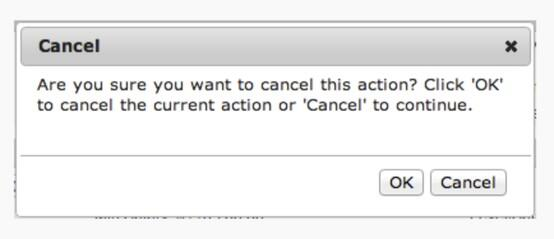 Cancel
Are you sure you want to cancel this action? Click 'OK'
to cancel the current action or 'Cancel' to continue.
OK Cancel